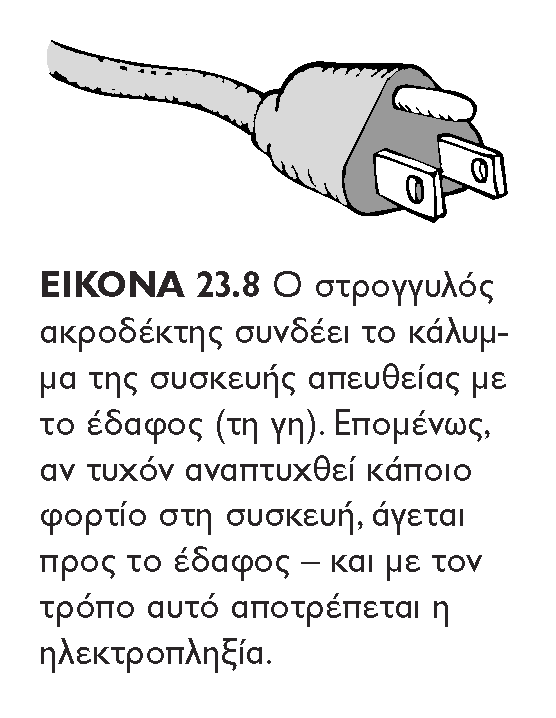 ΕΙΚΟΝΑ 23.8 Ο στρογγυλός
ακροδέκτης συνδέει το κάλυμ-
μα της συσκευής απευθείας με
το έδαφος (τη γη). Επομένως,
αν τυχόν αναπτυχθεί κάποιο
φορτίο στη συσκευή, άγεται
προς το έδαφος – και με τον
τρόπο αυτό αποτρέπεται η
ηλεκτροπληξία.